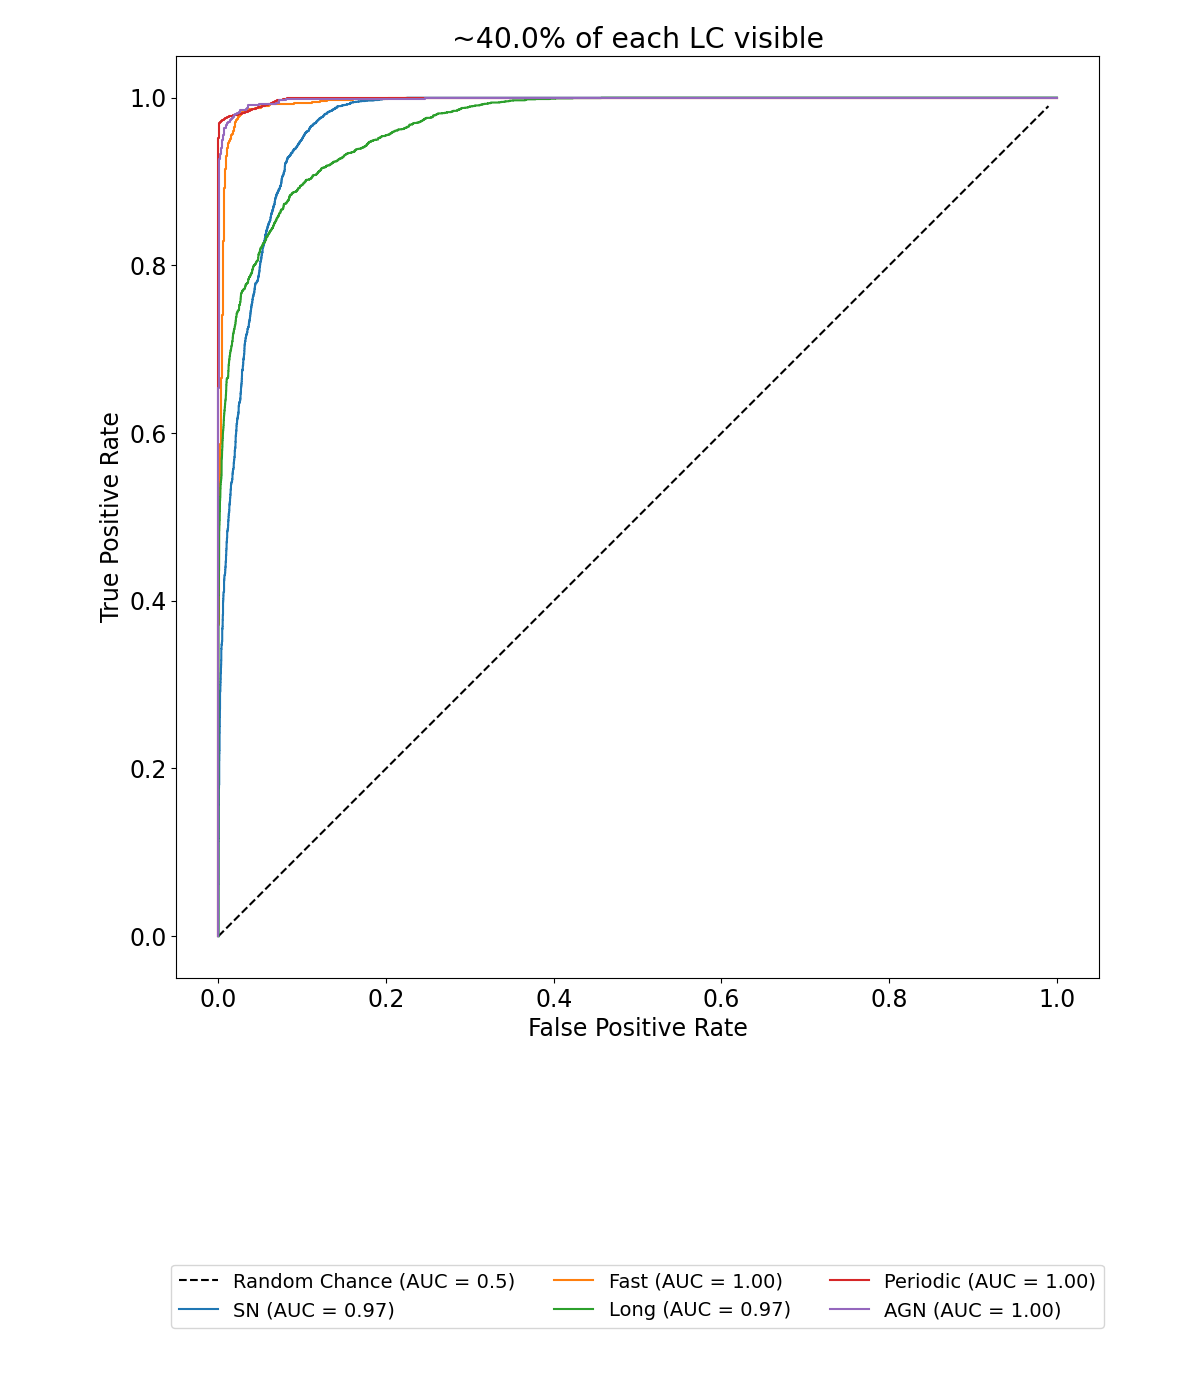 ~40.0% of each LC visible
True Positive Rate
1.0
0.8
0.6
0.4
0.2
0.0
0.0 0.2 0.4 0.6 0.8 1.0
False Positive Rate
Random Chance (AUC = 0.5) Fast (AUC = 1.00) Periodic (AUC = 1.00)
SN (AUC = 0.97) Long (AUC = 0.97) AGN (AUC = 1.00)